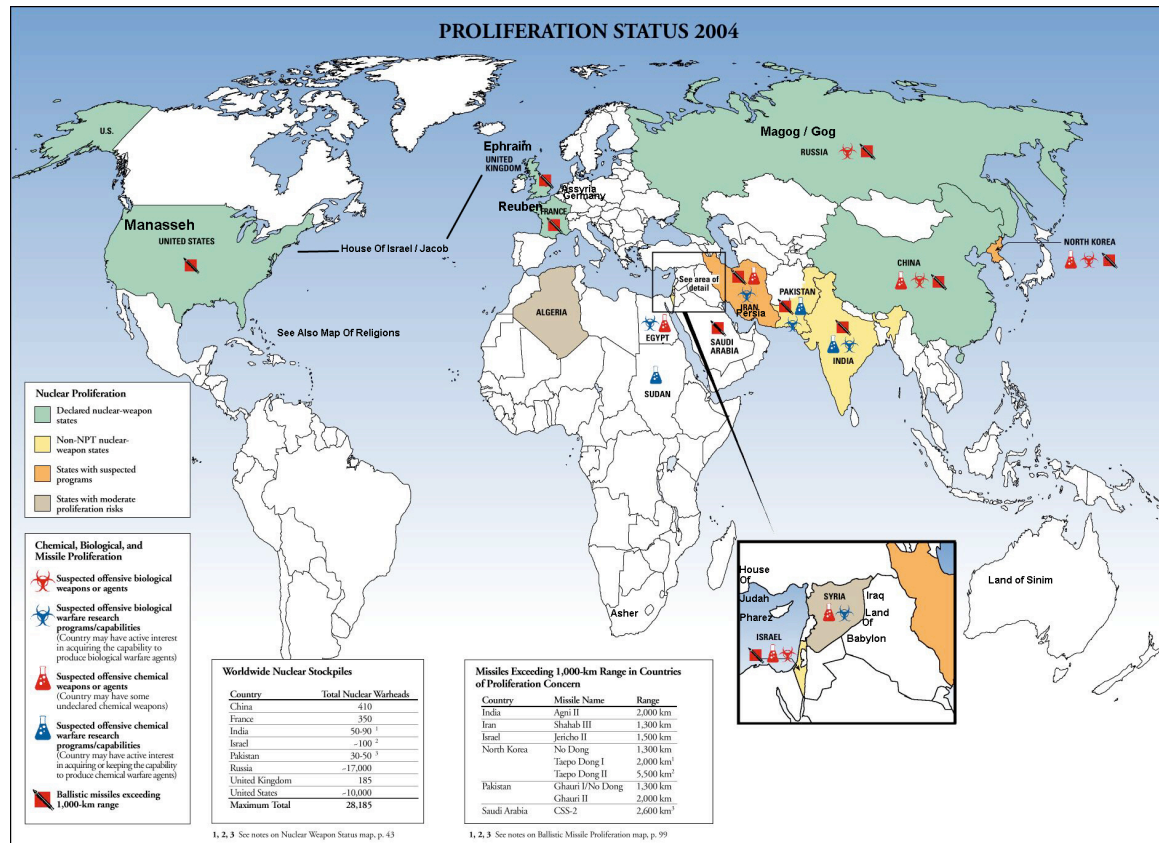 PROLIFERATION STATUS 2004
U.S.
Manasseh
UNITED STATES
House Of Israel / Jacob
See Also Map Of Religions
Ephraim
UNITED
KINGDOM
Assyria
Germany
Reuben
FRANCE
Magog / Gog
RUSSIA
NORTH KOREA
CHINA
See area of
detail
PAKISTAN
IRAN
Persia
ALGERIA
EGYPT
SAUDI
ARABIA
INDIA
SUDAN
Asher
Land of Sinim
Nuclear Proliferation
Declared nuclear-weapon
states
Non-NPT nuclear-
weapon states
States with suspected
programs
States with moderate
proliferation risks
Chemical, Biological, and
Missile Proliferation
Suspected offensive biological
weapons or agents
Suspected offensive biological
warfare research
programs/capabilities
(Country may have active interest
in acquiring the capability to
produce biological warfare agents)
Suspected offensive chemical
weapons or agents
(Country may have some
undeclared chemical weapons)
Suspected offensive chemical
warfare research
programs/capabilities
(Country may have active interest
in acquiring or keeping the capability
to produce chemical warfare agents)
Ballistic missiles exceeding
1,000-km range
Worldwide Nuclear Stockpiles
Country Total Nuclear Warheads
China 410
France 350
India 50-90 1
Israel ~100 2
Pakistan 30-50 3
Russia ~17,000
United Kingdom 185
United States ~10,000
Maximum Total 28,185
1, 2, 3 See notes on Nuclear Weapon Status map, p. 43
Missiles Exceeding 1,000-km Range in Countries
of Proliferation Concern
Country Missile Name Range
India Agni II 2,000 km
Iran Shahab III 1,300 km
Israel Jericho II 1,500 km
North Korea No Dong 1,300 km
Taepo Dong I 2,000 km1
Taepo Dong II 5,500 km2
Pakistan Ghauri I/No Dong 1,300 km
Ghauri II 2,000 km
Saudi Arabia CSS-2 2,600 km3
1, 2, 3 See notes on Ballistic Missile Proliferation map, p. 99
House
Of
Judah
Pharez
ISRAEL
SYRIA
Iraq
Land
Of
Babylon